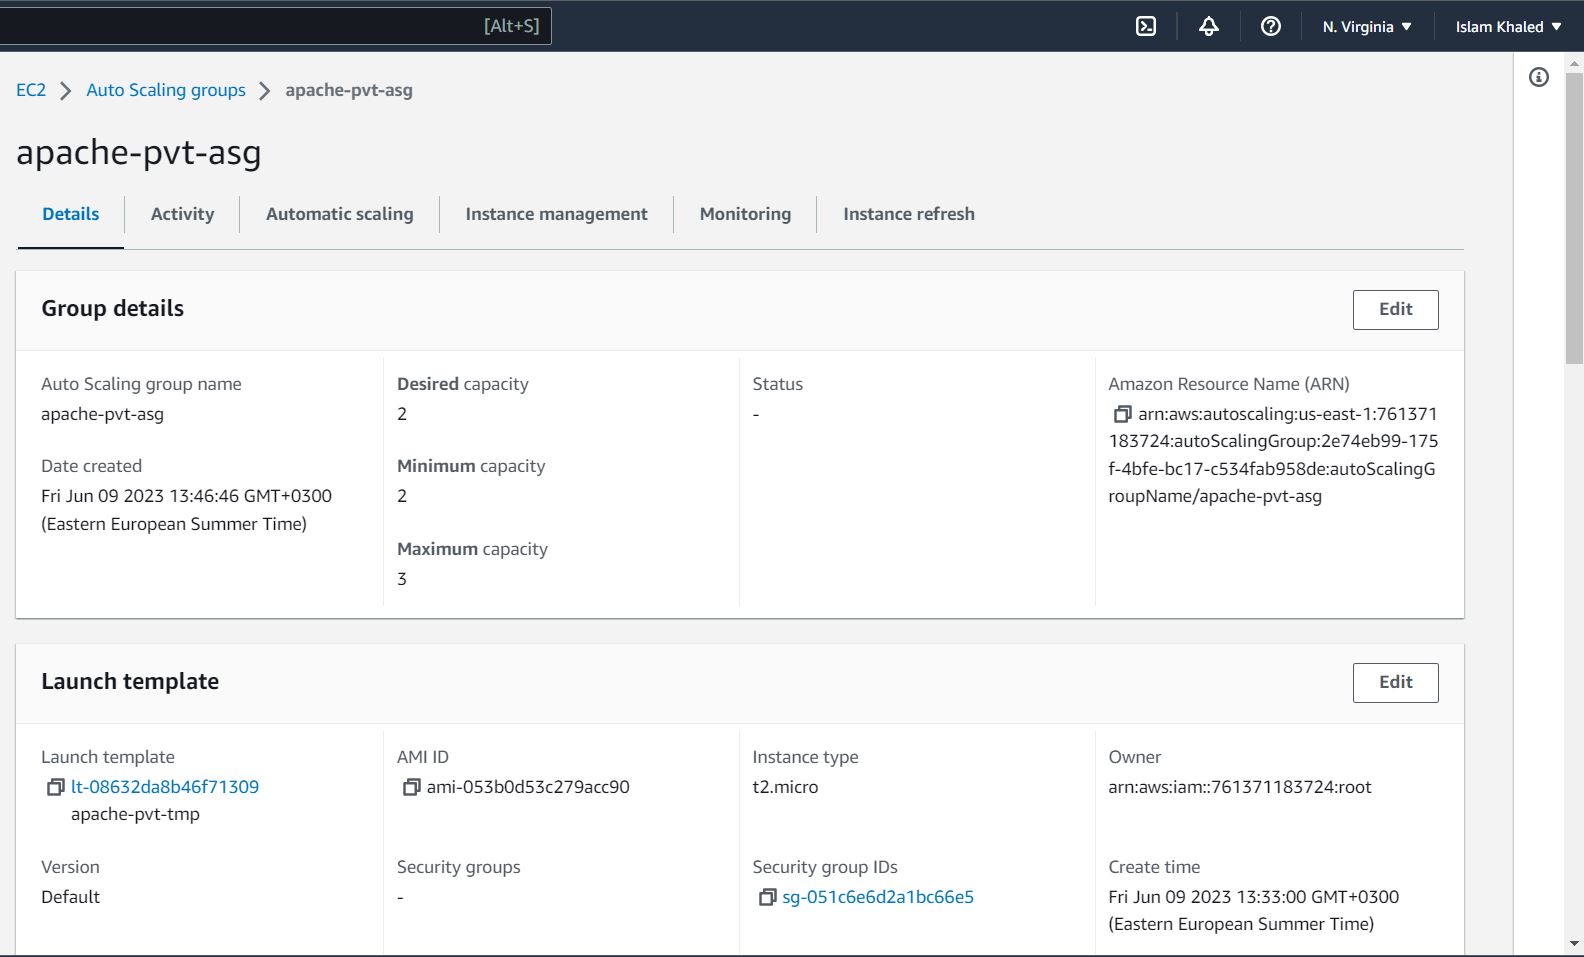 [Alt+S]
N. Virginia
Islam Khaled
EC2
Auto Scaling groups
apache-pvt-asg
apache-pvt-asg
Details
Activity
Automatic scaling
Instance management
Monitoring
Instance refresh
Group details
Edit
Auto Scaling group name
apache-pvt-asg
Date created
Fri Jun 09 2023 13:46:46 GMT+0300
(Eastern European Summer Time)
Desired capacity
2
Minimum capacity
2
Maximum capacity
3
Status
-
Amazon Resource Name (ARN)
arn:aws:autoscaling:us-east-1:761371
183724:autoScalingGroup:2e74eb99-175
f-4bfe-bc17-c534fab958de:autoScalingG
roupName/apache-pvt-asg
Launch template
Edit
Launch template
lt-08632da8b46f71309
apache-pvt-tmp
AMI ID
ami-053b0d53c279acc90
Instance type
t2.micro
Owner
arn:aws:iam::761371183724:root
Version
Default
Security groups
-
Security group IDs
sg-051c6e6d2a1bc66e5
Create time
Fri Jun 09 2023 13:33:00 GMT+0300
(Eastern European Summer Time)